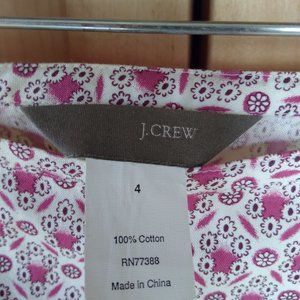 J.CREW
4
100% Cotton
RN77388
Made in China